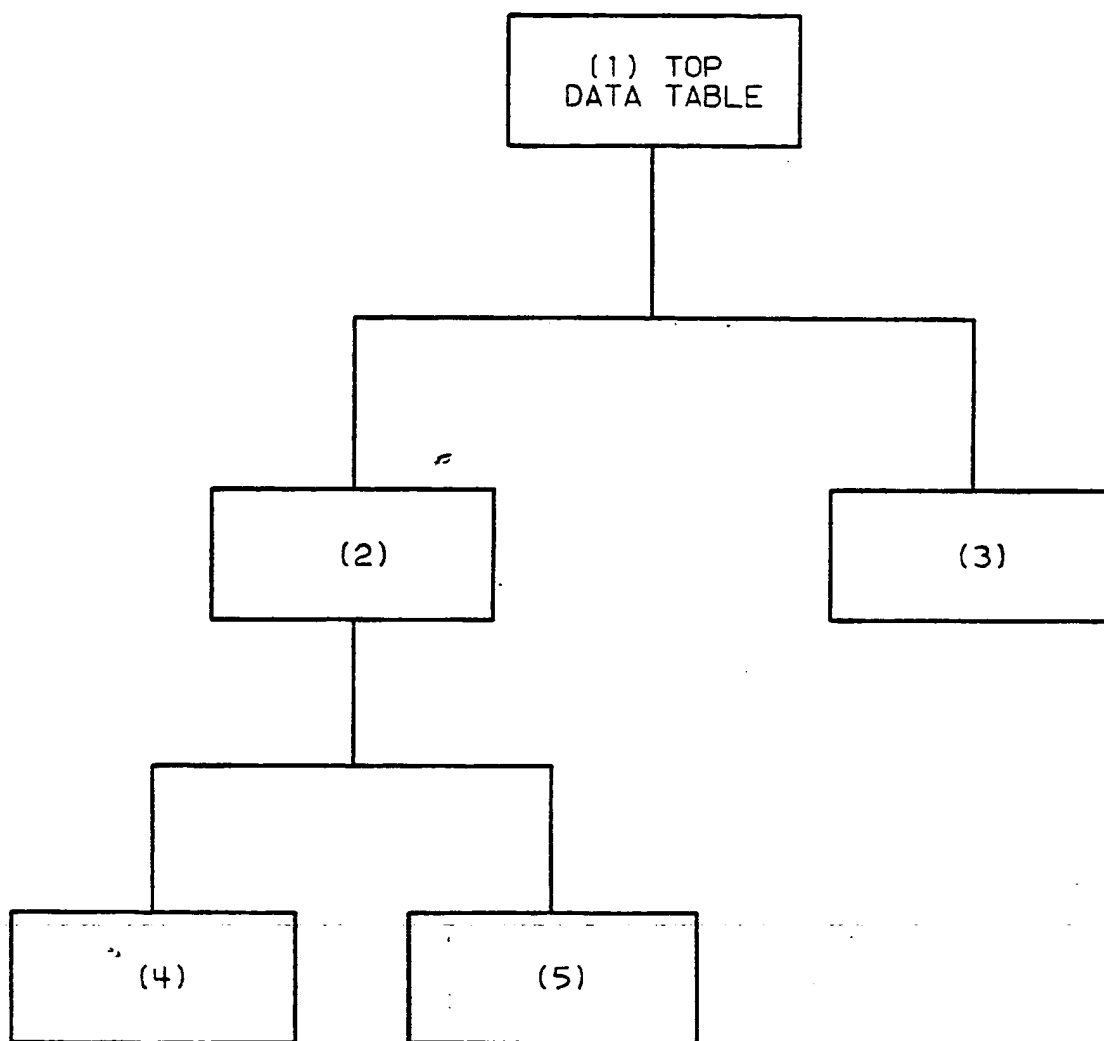 (1) TOP
DATA TABLE
(2)
(3)
(4)
(5)